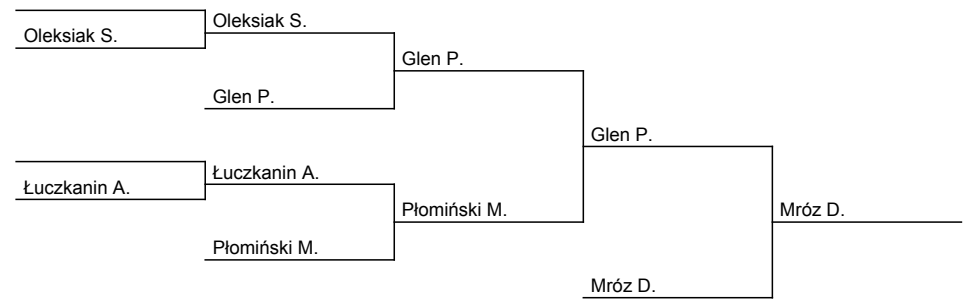 Oleksiak S.
Oleksiak S.
Glen P.
Glen P.
Glen P.
Łuczkanin A.
Łuczkanin A.
Płomiński M.
Mróz D.
Płomiński M.
Mróz D.